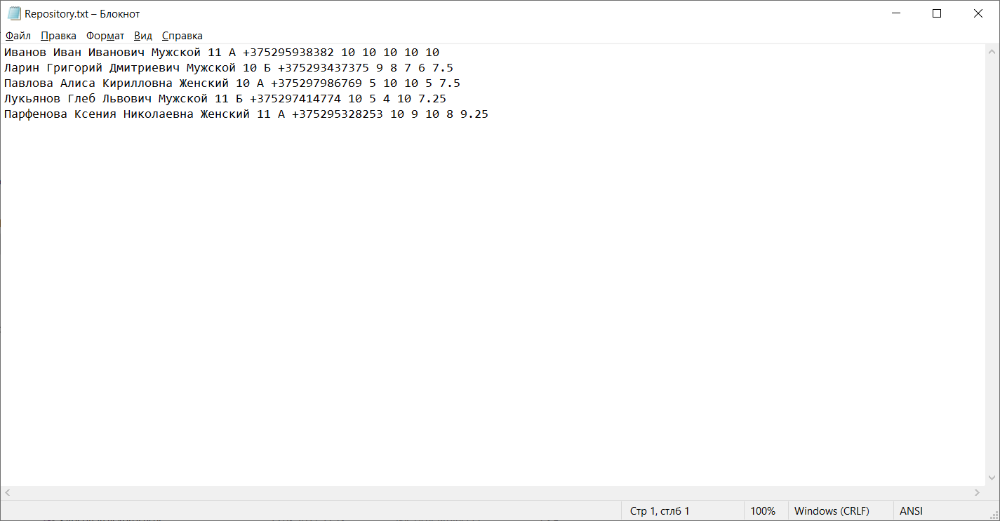 Repository.txt – Блокнот
Файл Правка Формат Вид Справка
Иванов Иван Иванович Мужской 11 А +375295938382 10 10 10 10 10
Ларин Григорий Дмитриевич Мужской 10 Б +375293437375 9 8 7 6 7.5
Павлова Алиса Кирилловна Женский 10 А +375297986769 5 10 10 5 7.5
Лукьянов Глеб Львович Мужской 11 Б +375297414774 10 5 4 10 7.25
Парфенова Ксения Николаевна Женский 11 А +375295328253 10 9 10 8 9.25
Стр 1, стлб 1 100% Windows (CRLF) ANSI